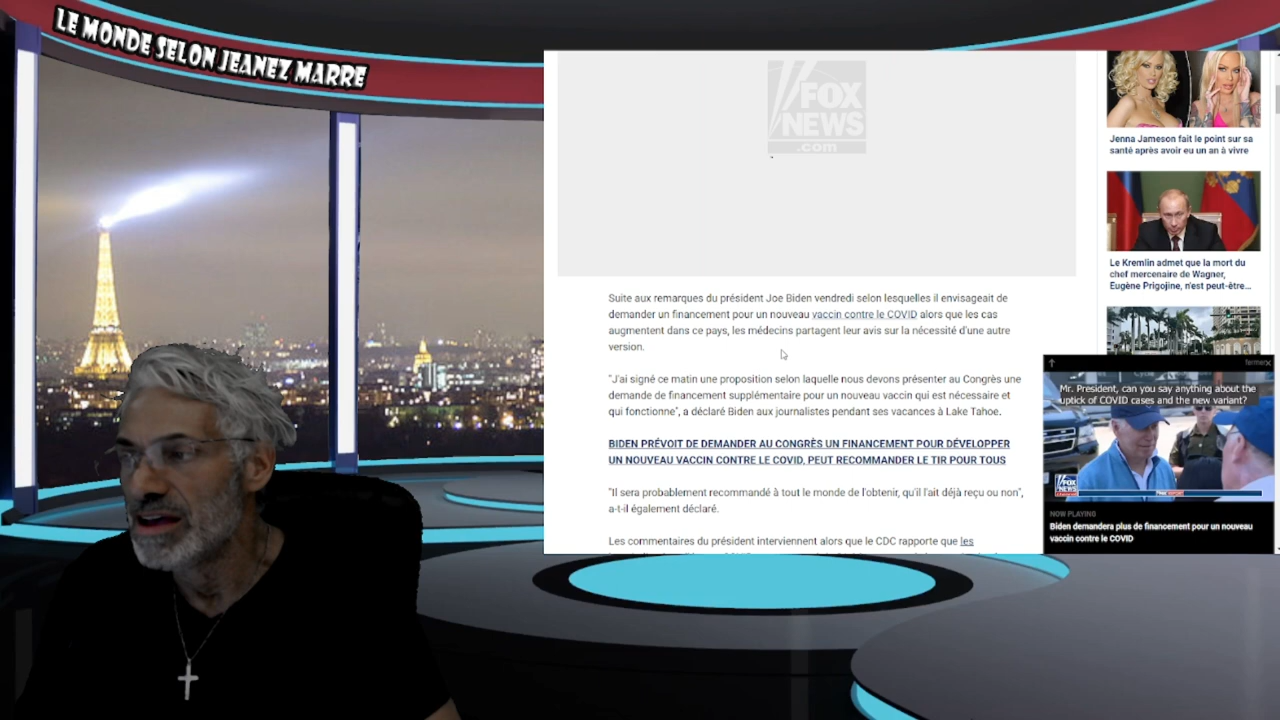 LE MONDE SELON JEANEZ MARRE
FOX
NEWS
.com
Suite aux remarques du président Joe Biden vendredi selon lesquelles il envisageait de
demander un financement pour un nouveau vaccin contre le COVID alors que les cas
augmentent dans ce pays, les médecins partagent leur avis sur la nécessité d'une autre
version.
"J'ai signé ce matin une proposition selon laquelle nous devons présenter au Congrès une
demande de financement supplémentaire pour un nouveau vaccin qui est nécessaire et
qui fonctionne", a déclaré Biden aux journalistes pendant ses vacances à Lake Tahoe.
BIDEN PRÉVOIT DE DEMANDER AU CONGRÈS UN FINANCEMENT POUR DÉVELOPPER
UN NOUVEAU VACCIN CONTRE LE COVID, PEUT RECOMMANDER LE TIR POUR TOUS
"Il sera probablement recommandé à tout le monde de l'obtenir, qu'il l'ait déjà reçu ou non",
a-t-il également déclaré.
Les commentaires du président interviennent alors que le CDC rapporte que les
Jenna Jameson fait le point sur sa
santé après avoir eu un an à vivre
Le Kremlin admet que la mort du
chef mercenaire de Wagner,
Eugène Prigojine, n'est peut-être...
fermer X
Mr. President, can you say anything about the
uptick of COVID cases and the new variant?
FOX
NEWS
NOW PLAYING
Biden demandera plus de financement pour un nouveau
vaccin contre le COVID